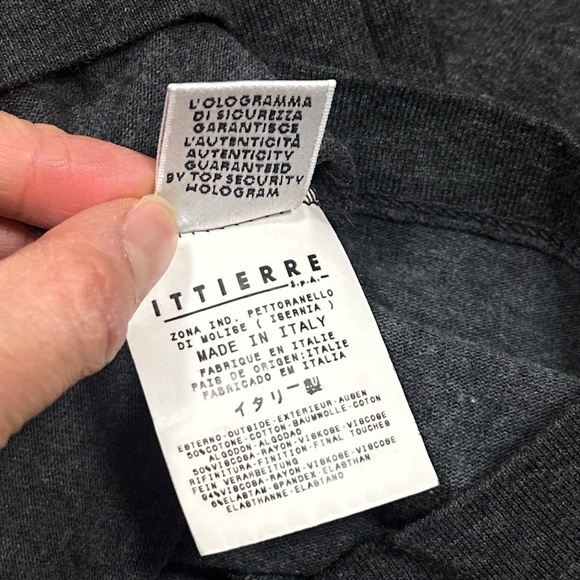 L'OLOGRAMMA
DI SICUREZZA
GARANTISCE
L'AUTENTICITÀ
AUTENTICITY
GUARANTEED
BY TOP SECURITY
HOLOGRAM
ITTIERRE
S.p.A.
ZONA IND. PETTORANELLO
DI MOLISE ( ISERNIA )
MADE IN ITALY
FABRIQUE EN ITALIE
PAIS DE ORIGEN:ITALIE
FABRICADO EM ITALIA
イタリー製
ESTERNO-OUTSIDE-EXTERIEUR-AUßEN
50%COTONE-COTTON-BAUMWOLLE-COTON
ALGODON-ALGODAO
50%VISCOSA-RAYON-VISKOSE-VISCOSE
RIFINITURA-FINITION-FINAL TOUCHES
FEIN.VERARBEITUNG
94%VISCOSA-RAYON-VISKOSE-VISCOSE
6%ELASTAM-SPANDEX-ELASTHAN
ELASTHANNE-ELASTANO